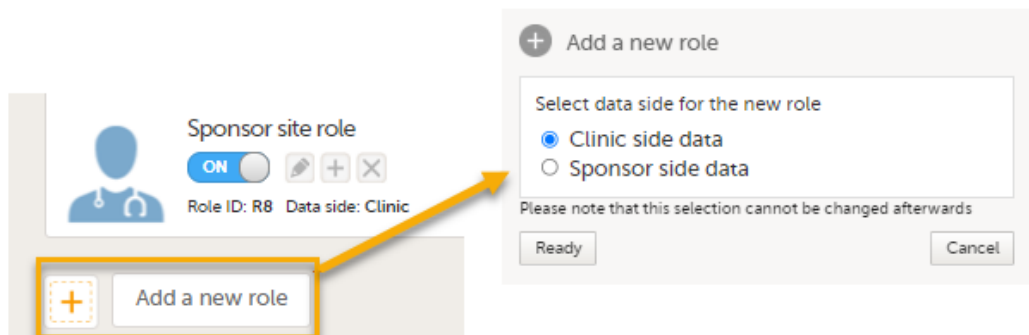 Sponsor site role
ON
Role ID: R8 Data side: Clinic
Add a new role
Add a new role
Select data side for the new role
Clinic side data
Sponsor side data
Please note that this selection cannot be changed afterwards
Ready
Cancel